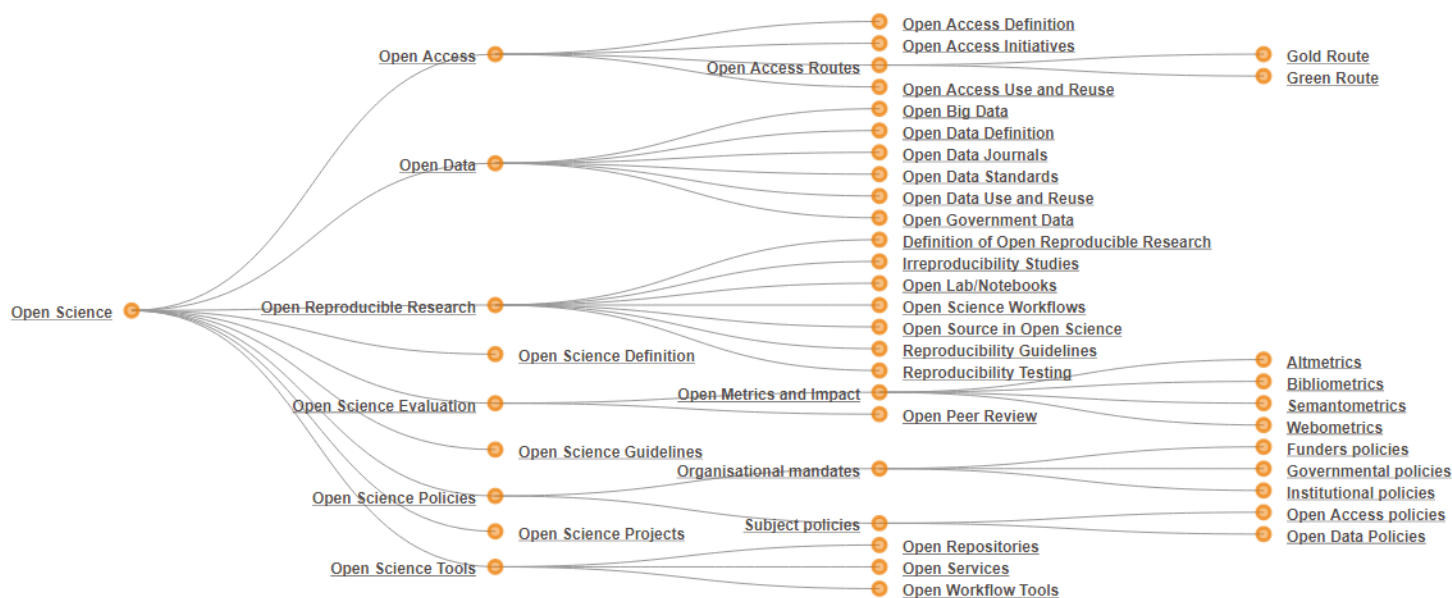 Open Science
Open Access
Open Access Definition
Open Access Initiatives
Open Access Routes
Gold Route
Green Route
Open Access Use and Reuse
Open Data
Open Big Data
Open Data Definition
Open Data Journals
Open Data Standards
Open Data Use and Reuse
Open Government Data
Open Reproducible Research
Definition of Open Reproducible Research
Irreproducibility Studies
Open Lab/Notebooks
Open Science Workflows
Open Source in Open Science
Reproducibility Guidelines
Reproducibility Testing
Open Science Definition
Open Science Evaluation
Open Metrics and Impact
Altmetrics
Bibliometrics
Semantometrics
Webometrics
Open Peer Review
Open Science Guidelines
Open Science Policies
Organisational mandates
Funders policies
Governmental policies
Institutional policies
Subject policies
Open Access policies
Open Data Policies
Open Science Projects
Open Science Tools
Open Repositories
Open Services
Open Workflow Tools